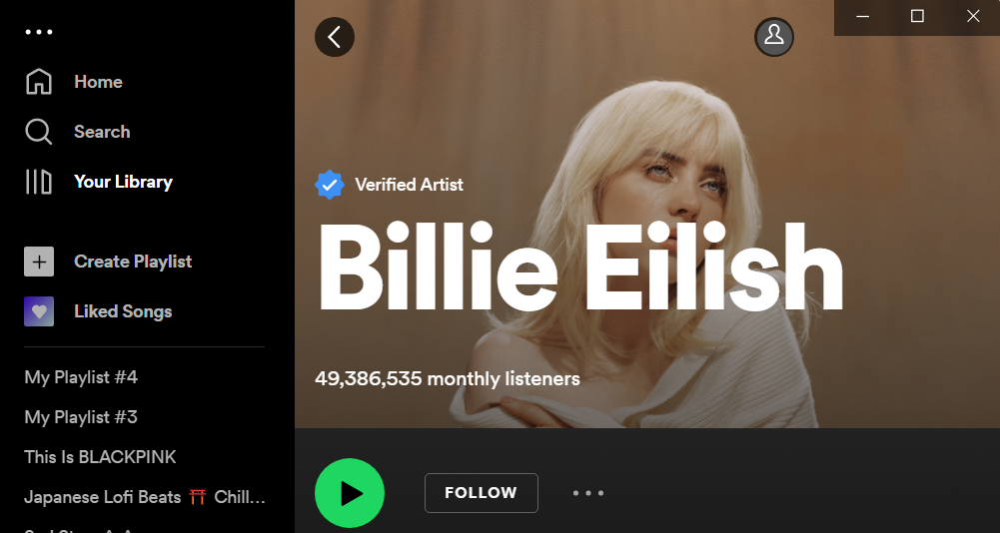 Home
Search
Your Library
Create Playlist
Liked Songs
My Playlist #4
My Playlist #3
This Is BLACKPINK
Japanese Lofi Beats ⛩️ Chill...
Verified Artist
Billie Eilish
49,386,535 monthly listeners
FOLLOW